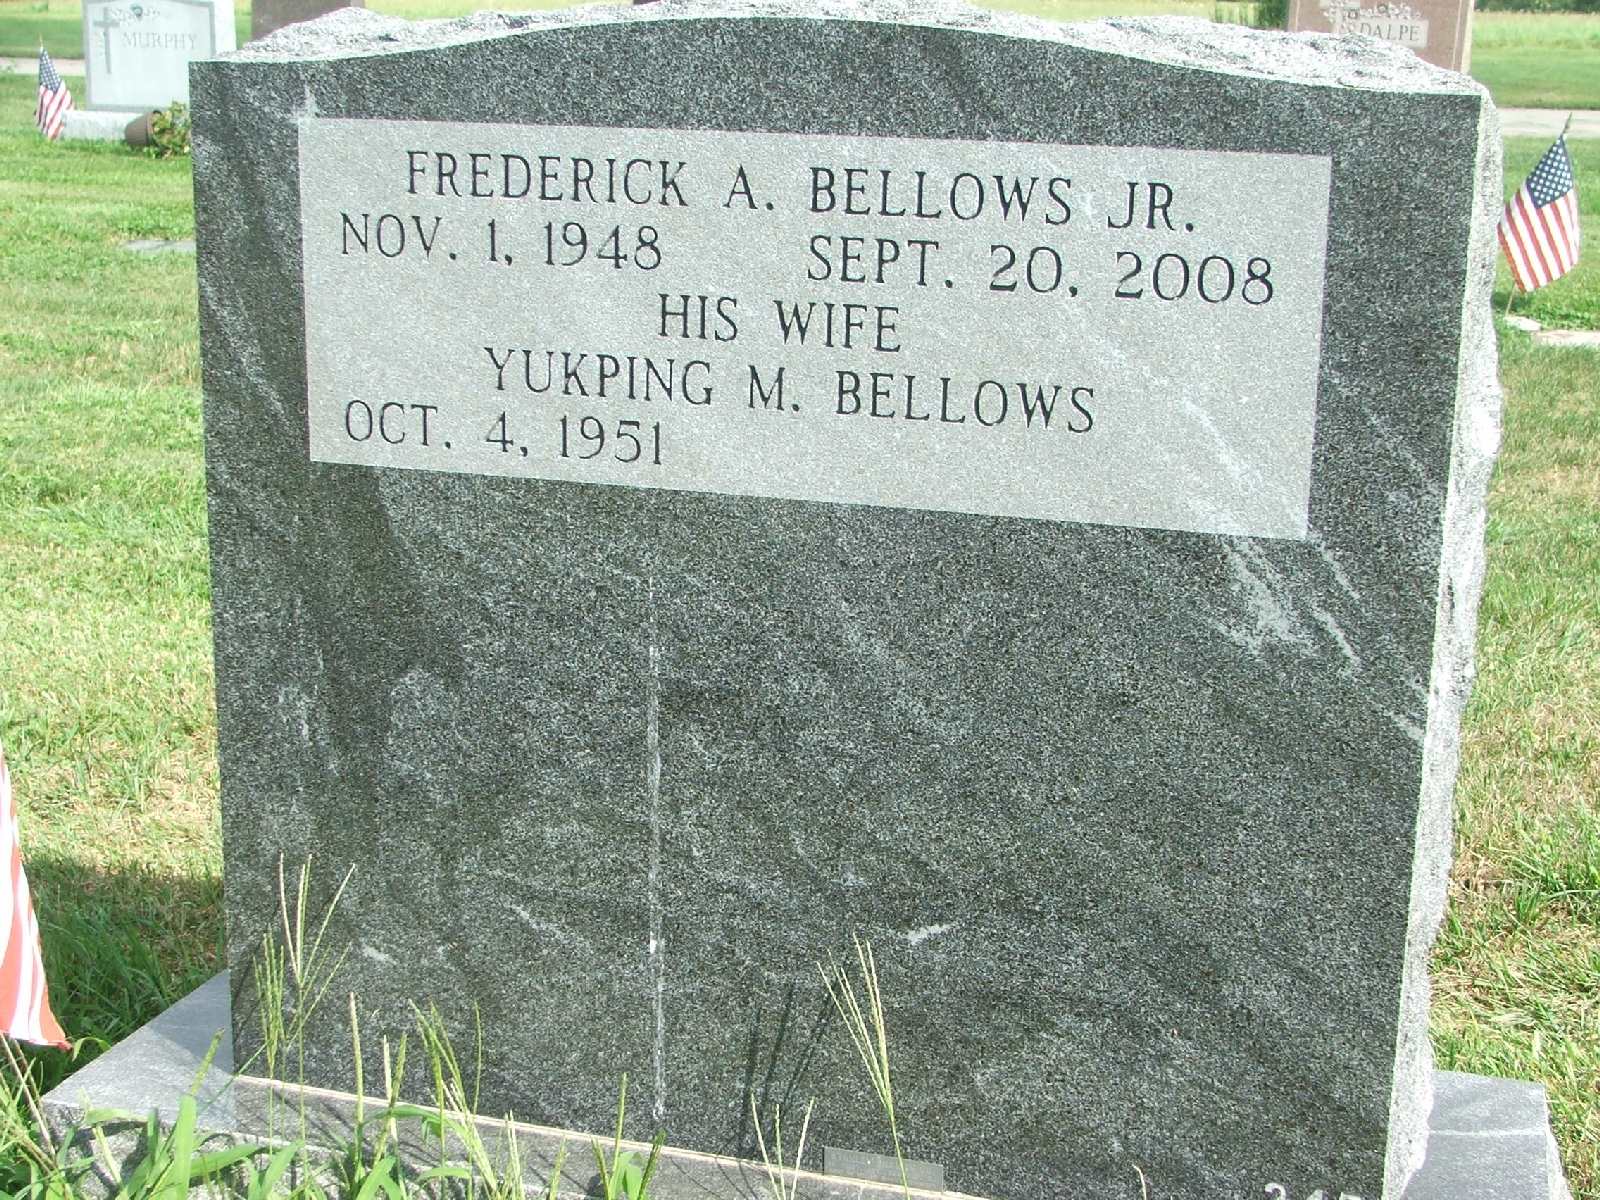 MURPHY
FREDERICK A. BELLOWS JR.
NOV. 1, 1948 SEPT. 20, 2008
HIS WIFE
YUKPING M. BELLOWS
OCT. 4, 1951